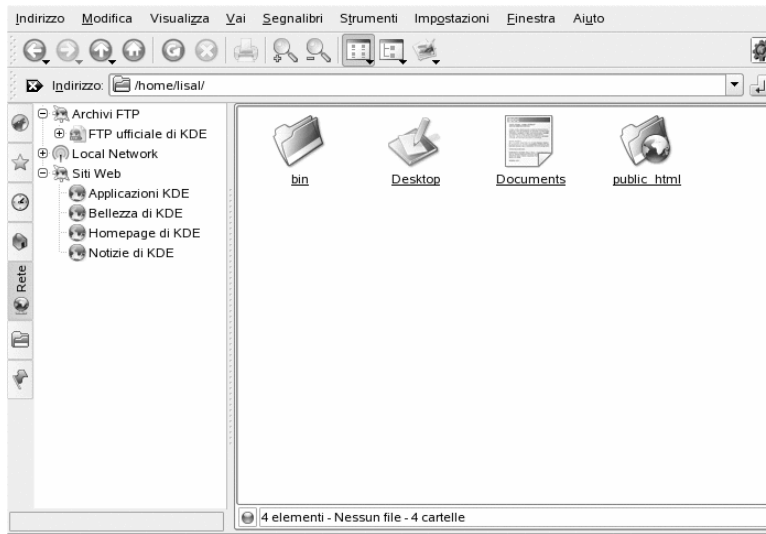 Indirizzo Modifica Visualizza Vai Segnalibri Strumenti Impostazioni Finestra Aiuto
Indirizzo: /home/lisal/
Archivi FTP
FTP ufficiale di KDE
Local Network
Siti Web
Applicazioni KDE
Bellezza di KDE
Homepage di KDE
Notizie di KDE
Rete
bin Desktop Documents public_html
4 elementi - Nessun file - 4 cartelle